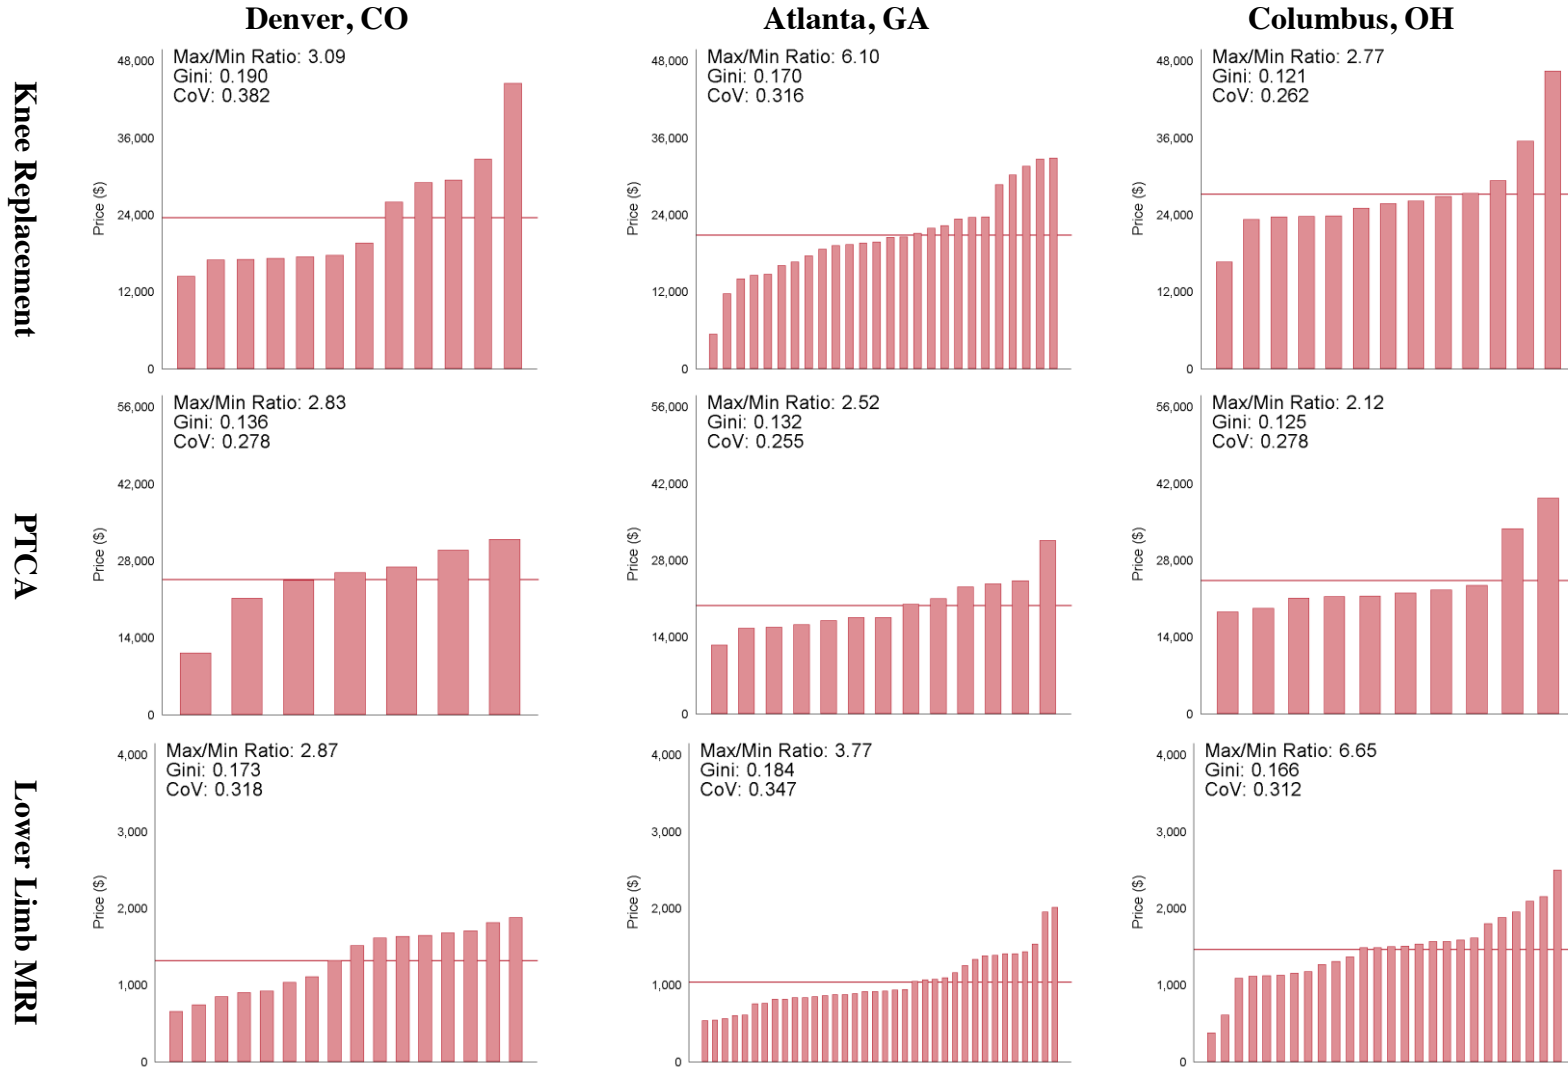 Denver, CO
Atlanta, GA
Columbus, OH
Knee Replacement
Max/Min Ratio: 3.09
Gini: 0.190
CoV: 0.382
Price ($)
48,000
36,000
24,000
12,000
0
Max/Min Ratio: 6.10
Gini: 0.170
CoV: 0.316
Price ($)
48,000
36,000
24,000
12,000
0
Max/Min Ratio: 2.77
Gini: 0.121
CoV: 0.262
Price ($)
48,000
36,000
24,000
12,000
0
PTCA
Max/Min Ratio: 2.83
Gini: 0.136
CoV: 0.278
Price ($)
56,000
42,000
28,000
14,000
0
Max/Min Ratio: 2.52
Gini: 0.132
CoV: 0.255
Price ($)
56,000
42,000
28,000
14,000
0
Max/Min Ratio: 2.12
Gini: 0.125
CoV: 0.278
Price ($)
56,000
42,000
28,000
14,000
0
Lower Limb MRI
Max/Min Ratio: 2.87
Gini: 0.173
CoV: 0.318
Price ($)
4,000
3,000
2,000
1,000
0
Max/Min Ratio: 3.77
Gini: 0.184
CoV: 0.347
Price ($)
4,000
3,000
2,000
1,000
0
Max/Min Ratio: 6.65
Gini: 0.166
CoV: 0.312
Price ($)
4,000
3,000
2,000
1,000
0